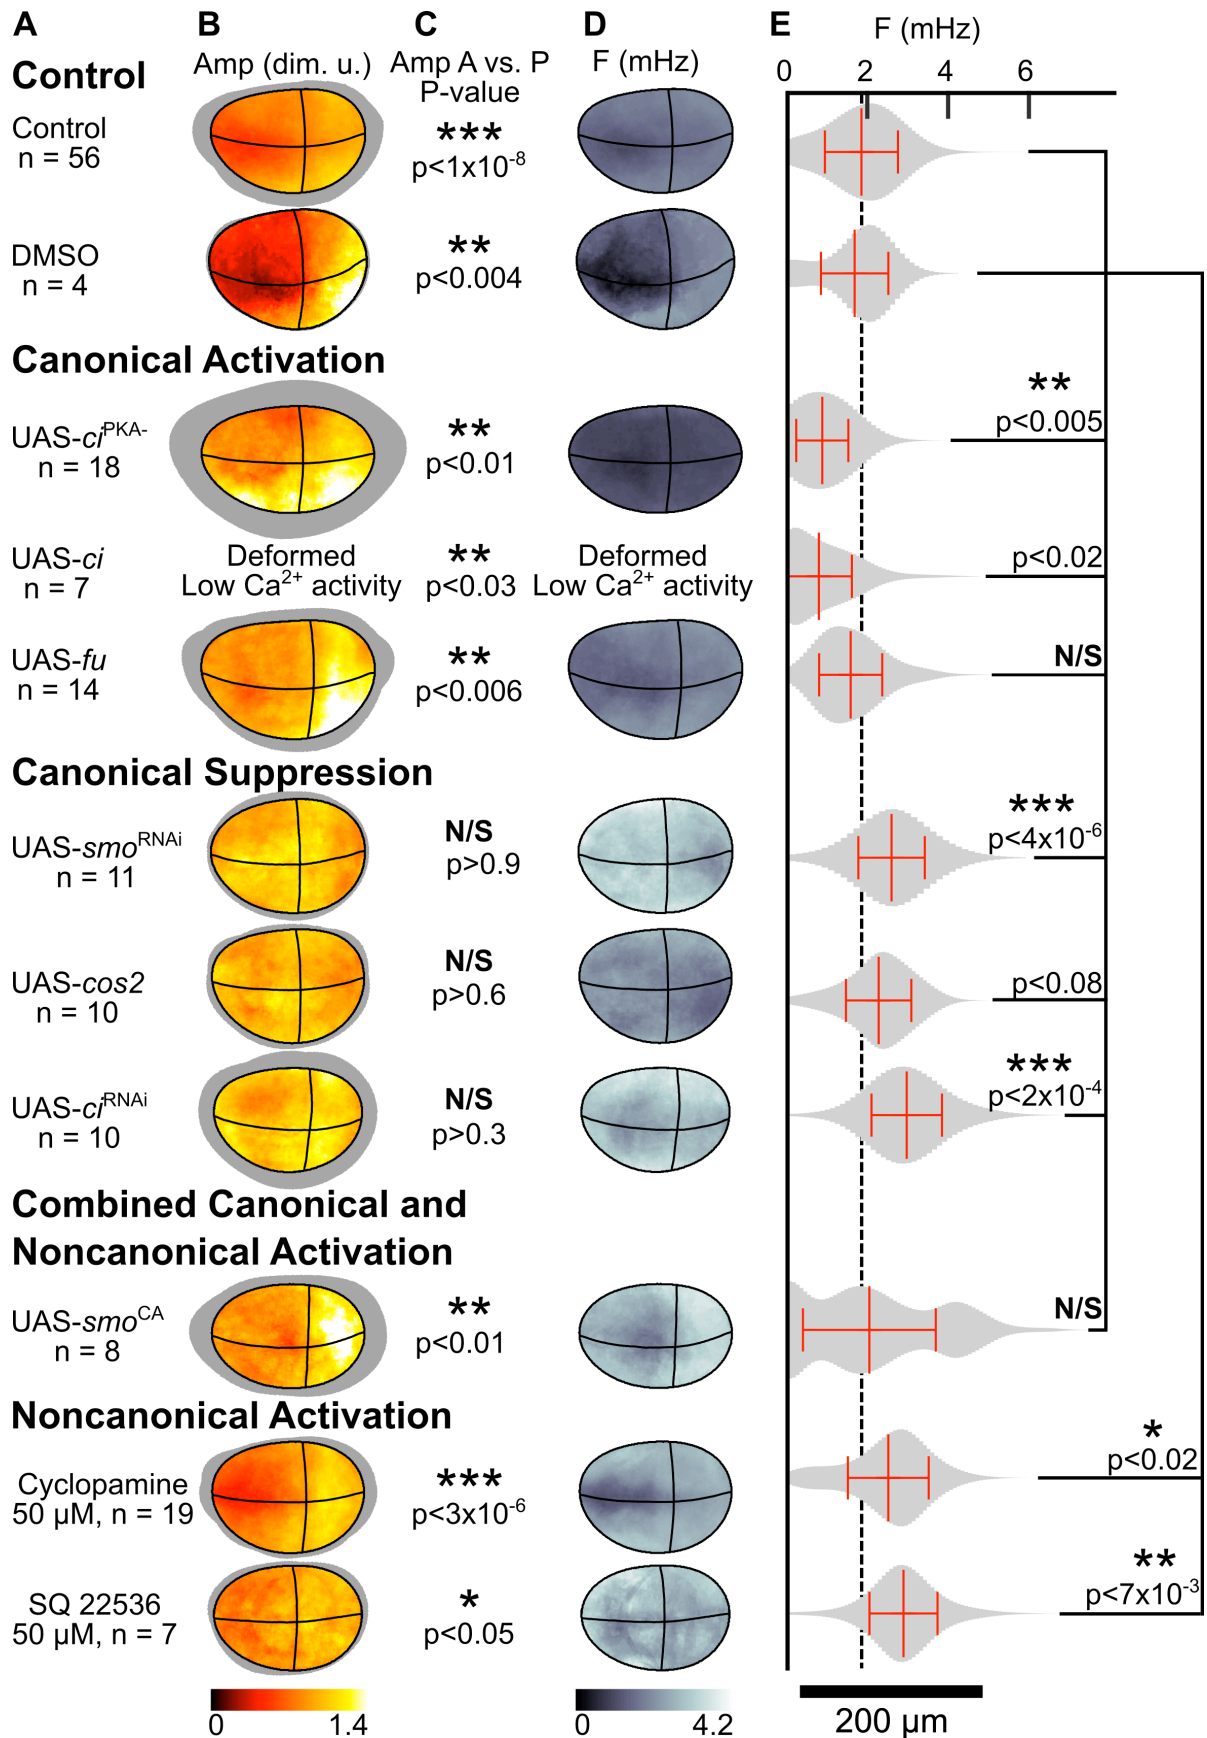 A B C D E
F (mHz)
Amp (dim. u.) Amp A vs. P F (mHz)
P-value
0 2 4 6
Control
Control
n = 56
***
p<1x10⁻⁸
DMSO
n = 4
**
p<0.004
Canonical Activation
UAS-ciᴾᴷᴬ⁻
n = 18
**
p<0.01
**
p<0.005
UAS-ci
n = 7
Deformed
Low Ca²⁺ activity
**
p<0.03
Deformed
Low Ca²⁺ activity
p<0.02
UAS-fu
n = 14
**
p<0.006
N/S
Canonical Suppression
UAS-smoᴿᴺᴬⁱ
n = 11
N/S
p>0.9
***
p<4x10⁻⁶
UAS-cos2
n = 10
N/S
p>0.6
p<0.08
UAS-ciᴿᴺᴬⁱ
n = 10
N/S
p>0.3
***
p<2x10⁻⁴
Combined Canonical and
Noncanonical Activation
UAS-smoCA
n = 8
**
p<0.01
N/S
Noncanonical Activation
Cyclopamine
50 µM, n = 19
***
p<3x10⁻⁶
*
p<0.02
SQ 22536
50 µM, n = 7
*
p<0.05
**
p<7x10⁻³
0 1.4
0 4.2
200 µm